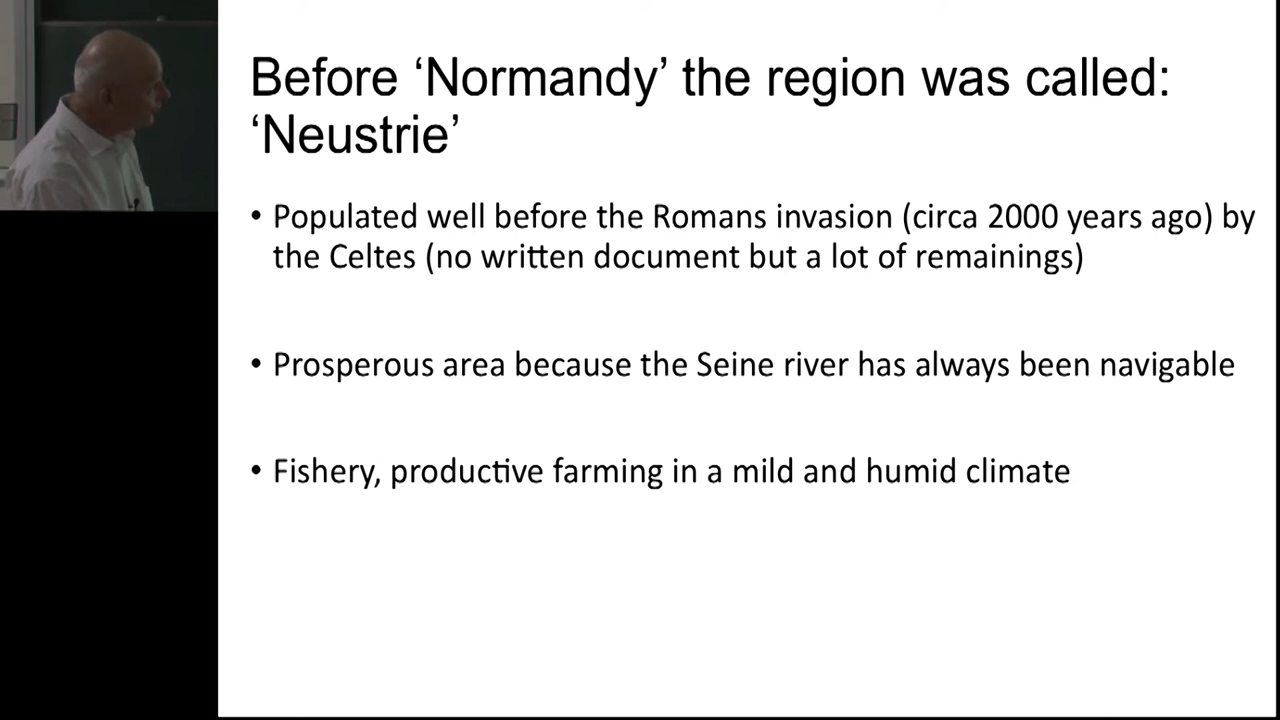 Before ‘Normandy’ the region was called:
‘Neustrie’
• Populated well before the Romans invasion (circa 2000 years ago) by
the Celtes (no written document but a lot of remainings)
• Prosperous area because the Seine river has always been navigable
• Fishery, productive farming in a mild and humid climate